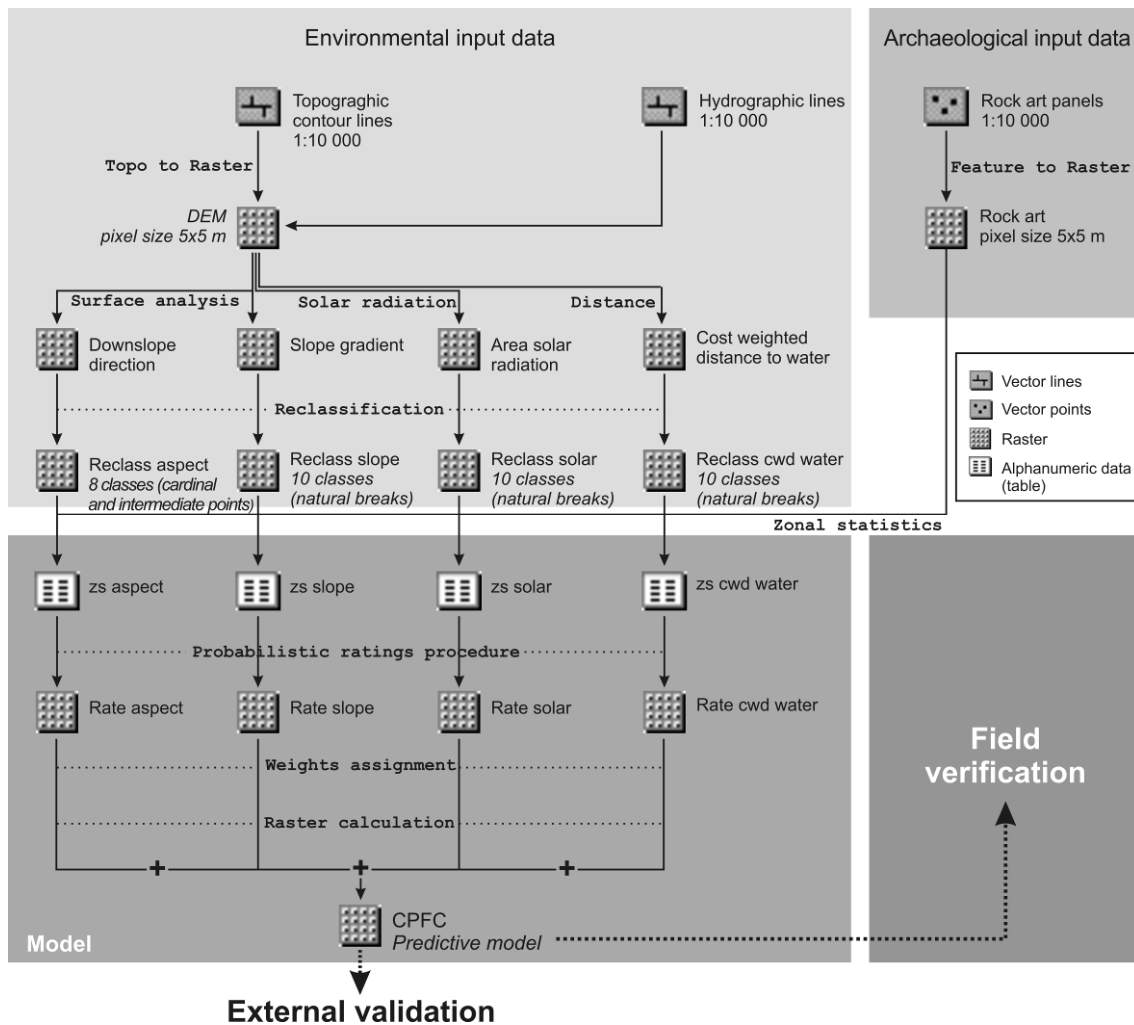 Environmental input data
Archaeological input data
Topograghic
contour lines
1:10 000
Hydrographic lines
1:10 000
Rock art panels
1:10 000
Topo to Raster
Feature to Raster
DEM
pixel size 5x5 m
Rock art
pixel size 5x5 m
Surface analysis
Solar radiation
Distance
Downslope
direction
Slope gradient
Area solar
radiation
Cost weighted
distance to water
Vector lines
Vector points
Raster
Alphanumeric data
(table)
Reclassification
Reclass aspect
8 classes (cardinal
and intermediate points)
Reclass slope
10 classes
(natural breaks)
Reclass solar
10 classes
(natural breaks)
Reclass cwd water
10 classes
(natural breaks)
Zonal statistics
zs aspect
zs slope
zs solar
zs cwd water
Probabilistic ratings procedure
Rate aspect
Rate slope
Rate solar
Rate cwd water
Weights assignment
Raster calculation
+ + +
CPFC
Predictive model
Model
Field
verification
External validation